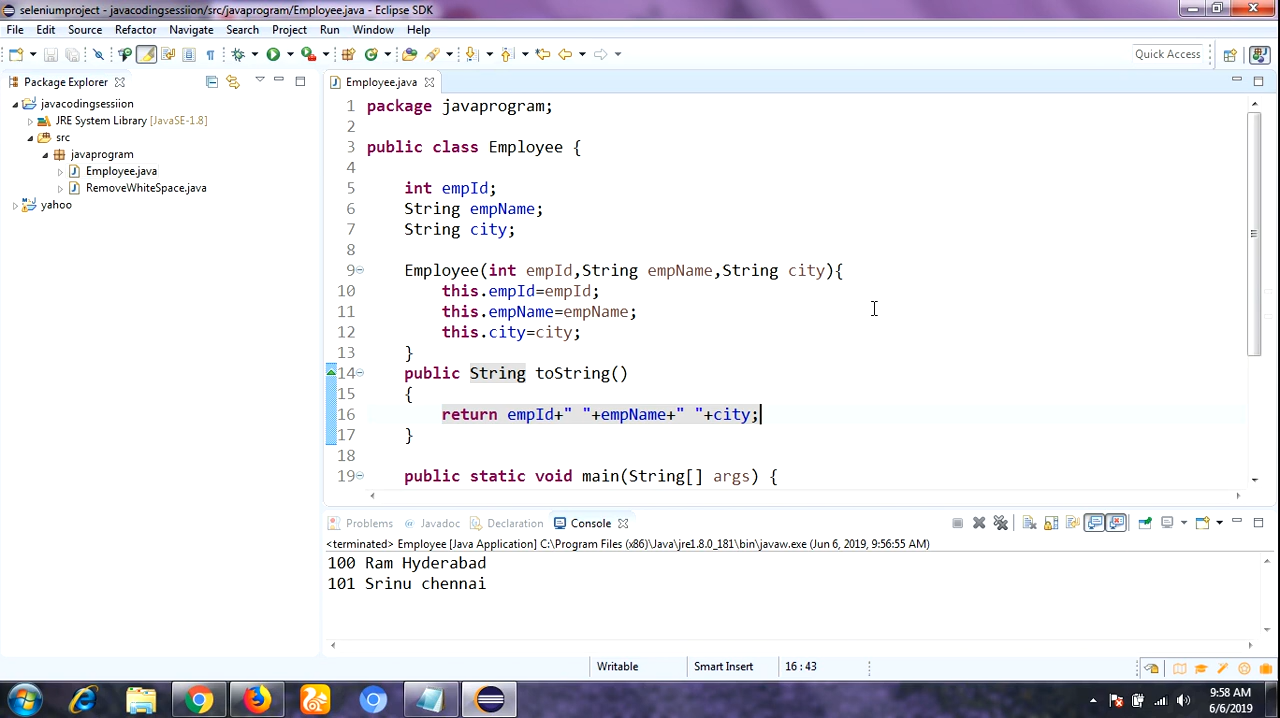 seleniumproject - javacodingsessiion/src/javaprogram/Employee.java - Eclipse SDK
File Edit Source Refactor Navigate Search Project Run Window Help
Quick Access
Package Explorer
javacodingsessiion
JRE System Library [JavaSE-1.8]
src
javaprogram
Employee.java
RemoveWhiteSpace.java
yahoo
Employee.java
1 package javaprogram;
2
3 public class Employee {
4
5 int empId;
6 String empName;
7 String city;
8
9 Employee(int empId,String empName,String city){
10 this.empId=empId;
11 this.empName=empName;
12 this.city=city;
13 }
14 public String toString()
15 {
16 return empId+" "+empName+" "+city;
17 }
18
19 public static void main(String[] args) {
Problems Javadoc Declaration Console
<terminated> Employee [Java Application] C:\Program Files (x86)\Java\jre1.8.0_181\bin\javaw.exe (Jun 6, 2019, 9:56:55 AM)
100 Ram Hyderabad
101 Srinu chennai
Writable Smart Insert 16 : 43
9:58 AM
6/6/2019